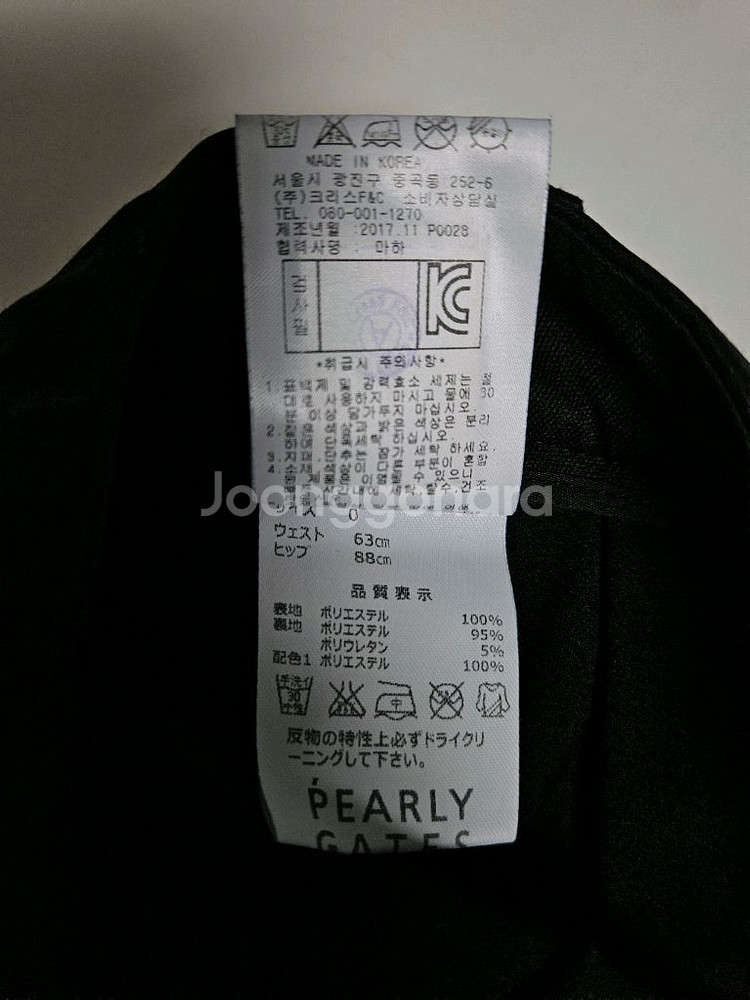 MADE IN KOREA
서울시 광진구 중곡동 252-6
(주)크리스F&C 소비자상담실
TEL. 080-001-1270
제조년월 :2017.11 P0028
협력사명 : 마하
검사필
*취급시 주의사항*
1. 표백제 및 강력효소 세제는 절
대로 사용하지 마시고 물에 30
분 이상 담가두지 마십시오.
2. 짙은 색상과 밝은 색상은 분리
하여 단독세탁 하십시오.
3. 지퍼,단추는 잠가 세탁 하세요.
4. 소재,색상이 다른 부분이 혼합
된 제품은 이염될 수 있으니
Joonggonara
0
ウェスト 63cm
ヒップ 88cm
品質表示
表地 ポリエステル 100%
裏地 ポリエステル 95%
ポリウレタン 5%
配色1 ポリエステル 100%
手洗イ
30
中性
中
反物の特性上必ずドライクリ
ーニングして下さい。
PEARLY
GATES